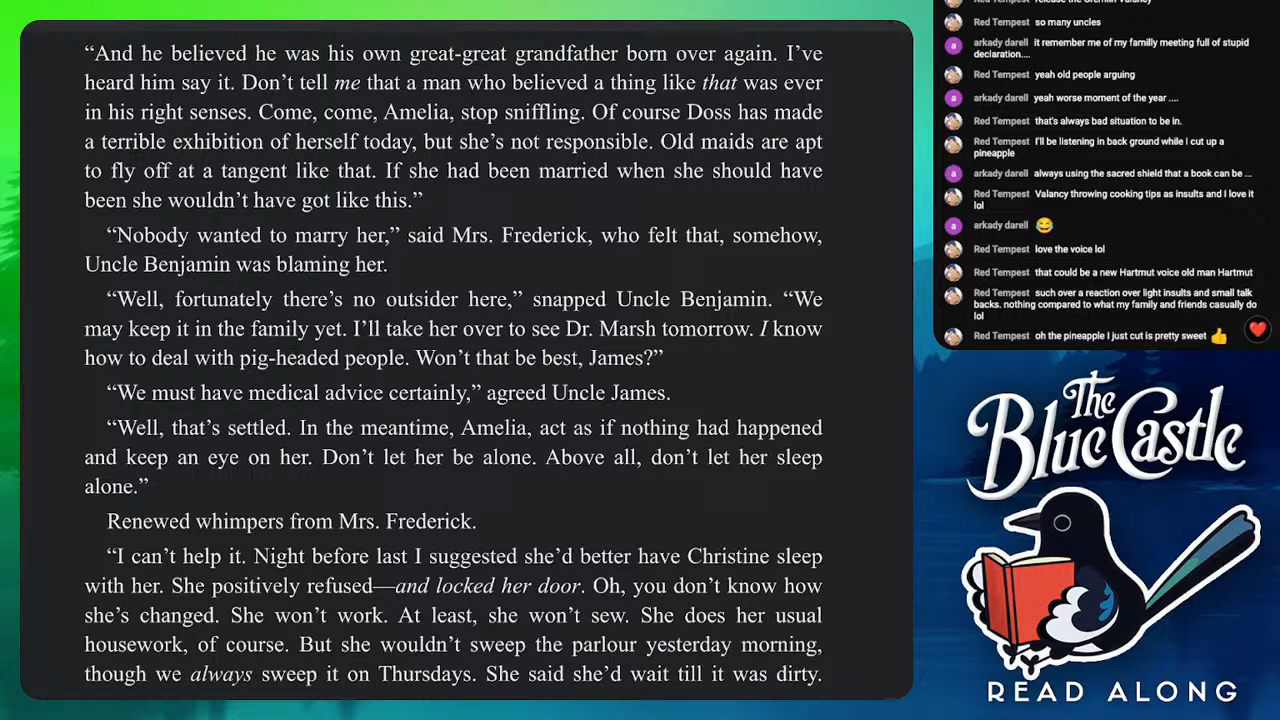 “And he believed he was his own great-great grandfather born over again. I’ve
heard him say it. Don’t tell me that a man who believed a thing like that was ever
in his right senses. Come, come, Amelia, stop sniffling. Of course Doss has made
a terrible exhibition of herself today, but she’s not responsible. Old maids are apt
to fly off at a tangent like that. If she had been married when she should have
been she wouldn’t have got like this.”
“Nobody wanted to marry her,” said Mrs. Frederick, who felt that, somehow,
Uncle Benjamin was blaming her.
“Well, fortunately there’s no outsider here,” snapped Uncle Benjamin. “We
may keep it in the family yet. I’ll take her over to see Dr. Marsh tomorrow. I know
how to deal with pig-headed people. Won’t that be best, James?”
“We must have medical advice certainly,” agreed Uncle James.
“Well, that’s settled. In the meantime, Amelia, act as if nothing had happened
and keep an eye on her. Don’t let her be alone. Above all, don’t let her sleep
alone.”
Renewed whimpers from Mrs. Frederick.
“I can’t help it. Night before last I suggested she’d better have Christine sleep
with her. She positively refused—and locked her door. Oh, you don’t know how
she’s changed. She won’t work. At least, she won’t sew. She does her usual
housework, of course. But she wouldn’t sweep the parlour yesterday morning,
though we always sweep it on Thursdays. She said she’d wait till it was dirty.
Red Tempest release the Gremlin Valancy
Red Tempest so many uncles
a arkady darell it remember me of my familly meeting full of stupid
declaration....
Red Tempest yeah old people arguing
a arkady darell yeah worse moment of the year ....
Red Tempest that's always bad situation to be in.
Red Tempest I'll be listening in back ground while I cut up a
pineapple
a arkady darell always using the sacred shield that a book can be ...
Red Tempest Valancy throwing cooking tips as insults and I love it
lol
a arkady darell 😂
Red Tempest love the voice lol
Red Tempest that could be a new Hartmut voice old man Hartmut
Red Tempest such over a reaction over light insults and small talk
backs. nothing compared to what my family and friends casually do
lol
Red Tempest oh the pineapple I just cut is pretty sweet 👍
The
Blue Castle
READ ALONG